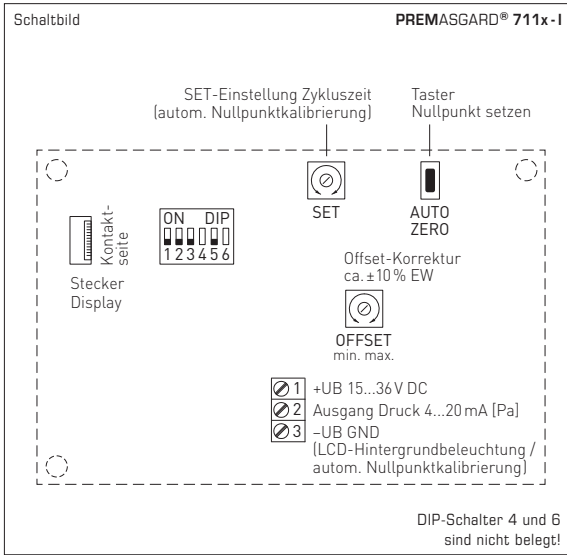 Schaltbild
PREMASGARD® 711x-I
SET-Einstellung Zykluszeit
(autom. Nullpunktkalibrierung)
Taster
Nullpunkt setzen
SET
AUTO
ZERO
Kontakt-
seite
Stecker
Display
ON DIP
1 2 3 4 5 6
Offset-Korrektur
ca. ± 10 % EW
OFFSET
min. max.
1 +UB 15...36 V DC
2 Ausgang Druck 4...20 mA [Pa]
3 –UB GND
(LCD-Hintergrundbeleuchtung /
autom. Nullpunktkalibrierung)
DIP-Schalter 4 und 6
sind nicht belegt!